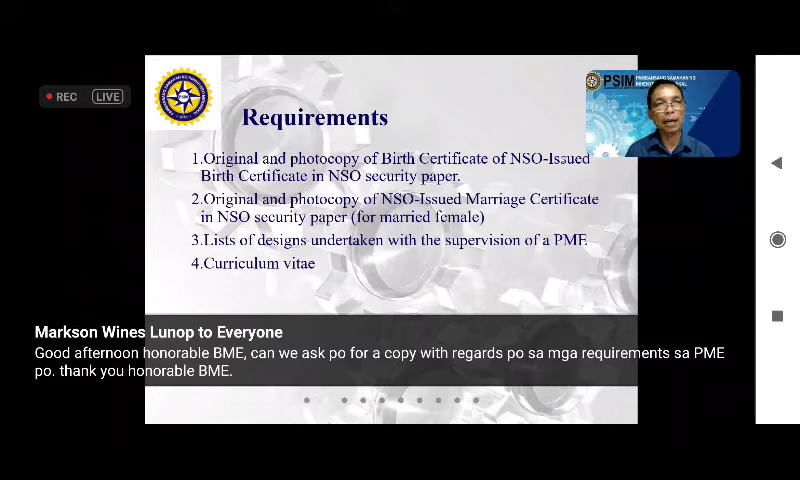 REC LIVE
PSIM PAMBANSANG SAMAHAN NG
Requirements
1.Original and photocopy of Birth Certificate of NSO-Issued
Birth Certificate in NSO security paper.
2.Original and photocopy of NSO-Issued Marriage Certificate
in NSO security paper (for married female)
3.Lists of designs undertaken with the supervision of a PME
4.Curriculum vitae
Markson Wines Lunop to Everyone
Good afternoon honorable BME, can we ask po for a copy with regards po sa mga requirements sa PME
po. thank you honorable BME.